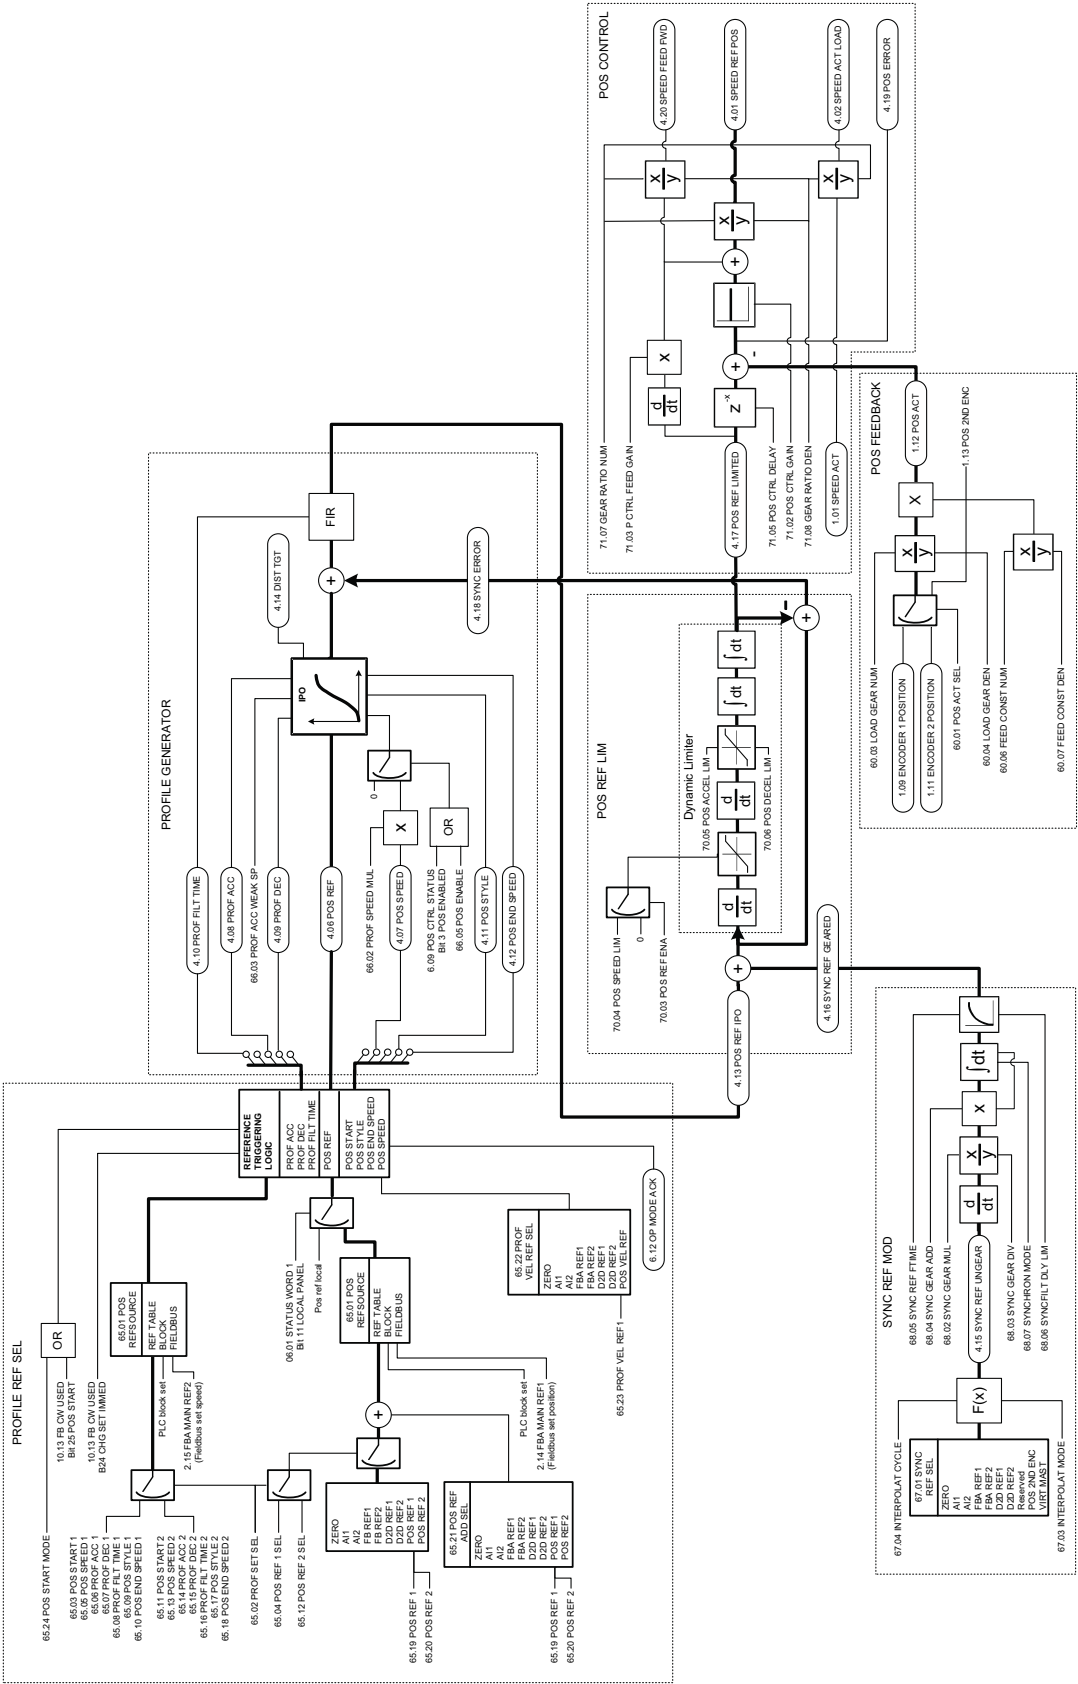 PROFILE REF SEL
65.24 POS START MODE
10.13 FB CW USED
Bit 25 POS START
OR
10.13 FB CW USED
B24 CHG SET IMMED
65.03 POS START 1
65.05 POS SPEED 1
65.06 PROF ACC 1
65.07 PROF DEC 1
65.08 PROF FILT TIME 1
65.09 POS STYLE 1
65.10 POS END SPEED 1
65.11 POS START 2
65.13 POS SPEED 2
65.14 PROF ACC 2
65.15 PROF DEC 2
65.16 PROF FILT TIME 2
65.17 POS STYLE 2
65.18 POS END SPEED 2
65.02 PROF SET SEL
65.04 POS REF 1 SEL
65.12 POS REF 2 SEL
65.01 POS
REFSOURCE
REF TABLE
BLOCK
FIELDBUS
PLC block set
2.15 FBA MAIN REF2
(Fieldbus set speed)
ZERO
AI1
AI2
FB REF1
FB REF2
D2D REF1
D2D REF2
POS REF 1
POS REF 2
65.19 POS REF 1
65.20 POS REF 2
65.21 POS REF
ADD SEL
ZERO
AI1
AI2
FBA REF1
FBA REF2
D2D REF1
D2D REF2
POS REF1
POS REF2
65.19 POS REF 1
65.20 POS REF 2
+
06.01 STATUS WORD 1
Bit 11 LOCAL PANEL
Pos ref local
65.01 POS
REFSOURCE
REF TABLE
BLOCK
FIELDBUS
PLC block set
2.14 FBA MAIN REF1
(Fieldbus set position)
REFERENCE
TRIGGERING
LOGIC
PROF ACC
PROF DEC
PROF FILT TIME
POS REF
POS START
POS STYLE
POS END SPEED
POS SPEED
65.22 PROF
VEL REF SEL
ZERO
AI1
AI2
FBA REF1
FBA REF2
D2D REF1
D2D REF2
POS VEL REF
65.23 PROF VEL REF1
6.12 OP MODE ACK
PROFILE GENERATOR
4.10 PROF FILT TIME
4.08 PROF ACC
66.03 PROF ACC WEAK SP
4.09 PROF DEC
4.06 POS REF
66.02 PROF SPEED MUL
4.07 POS SPEED
6.09 POS CTRL STATUS
Bit 3 POS ENABLED
66.05 POS ENABLE
4.11 POS STYLE
4.12 POS END SPEED
X
OR
0
IPO
4.14 DIST TGT
+
FIR
4.18 SYNC ERROR
POS REF LIM
70.04 POS SPEED LIM
0
70.03 POS REF ENA
4.13 POS REF IPO
+
4.16 SYNC REF GEARED
Dynamic Limiter
d
dt
d
dt
70.05 POS ACCEL LIM
70.06 POS DECEL LIM
∫dt
∫dt
-
+
POS CONTROL
71.07 GEAR RATIO NUM
71.03 P CTRL FEED GAIN
4.17 POS REF LIMITED
71.05 POS CTRL DELAY
71.02 POS CTRL GAIN
71.08 GEAR RATIO DEN
1.01 SPEED ACT
d
dt
X
z-x
+
-
+
x
y
x
y
x
y
4.20 SPEED FEED FWD
4.01 SPEED REF POS
4.02 SPEED ACT LOAD
4.19 POS ERROR
POS FEEDBACK
60.03 LOAD GEAR NUM
1.09 ENCODER 1 POSITION
1.11 ENCODER 2 POSITION
60.01 POS ACT SEL
60.04 LOAD GEAR DEN
60.06 FEED CONST NUM
60.07 FEED CONST DEN
x
y
X
x
y
1.12 POS ACT
1.13 POS 2ND ENC
SYNC REF MOD
67.04 INTERPOLAT CYCLE
67.01 SYNC
REF SEL
ZERO
AI1
AI2
FBA REF1
FBA REF2
D2D REF1
D2D REF2
Reserved
POS 2ND ENC
VIRT MAST
67.03 INTERPOLAT MODE
F(x)
68.05 SYNC REF FTIME
68.04 SYNC GEAR ADD
68.02 SYNC GEAR MUL
4.15 SYNC REF UNGEAR
68.03 SYNC GEAR DIV
68.07 SYNCHRON MODE
68.06 SYNCFILT DLY LIM
d
dt
x
y
X
∫dt